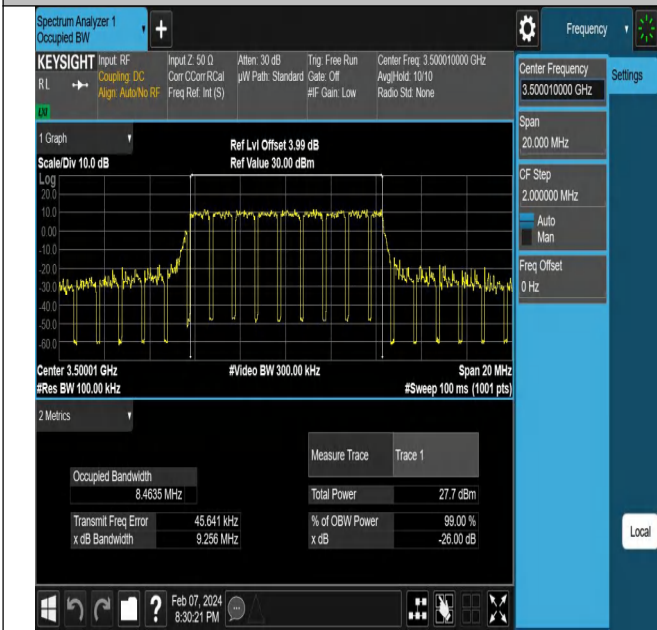 Spectrum Analyzer 1
Occupied BW
+
Frequency
KEYSIGHT
RL
LXI
Input: RF
Coupling: DC
Align: Auto/No RF
Input Z: 50 Ω
Corr CCorr RCal
Freq Ref: Int (S)
Atten: 30 dB
µW Path: Standard
Trig: Free Run
Gate: Off
#IF Gain: Low
Center Freq: 3.500010000 GHz
Avg|Hold: 10/10
Radio Std: None
Center Frequency
3.500010000 GHz
Settings
Span
20.000 MHz
CF Step
2.000000 MHz
Auto
Man
Freq Offset
0 Hz
1 Graph
Scale/Div 10.0 dB
Ref Lvl Offset 3.99 dB
Ref Value 30.00 dBm
Log
20.0
10.0
0.00
-10.0
-20.0
-30.0
-40.0
-50.0
-60.0
Center 3.50001 GHz
#Video BW 300.00 kHz
Span 20 MHz
#Res BW 100.00 kHz
#Sweep 100 ms (1001 pts)
2 Metrics
Measure Trace Trace 1
Occupied Bandwidth
8.4635 MHz
Total Power 27.7 dBm
Transmit Freq Error 45.641 kHz
% of OBW Power 99.00 %
x dB Bandwidth 9.256 MHz
x dB -26.00 dB
Local
?
Feb 07, 2024
8:30:21 PM